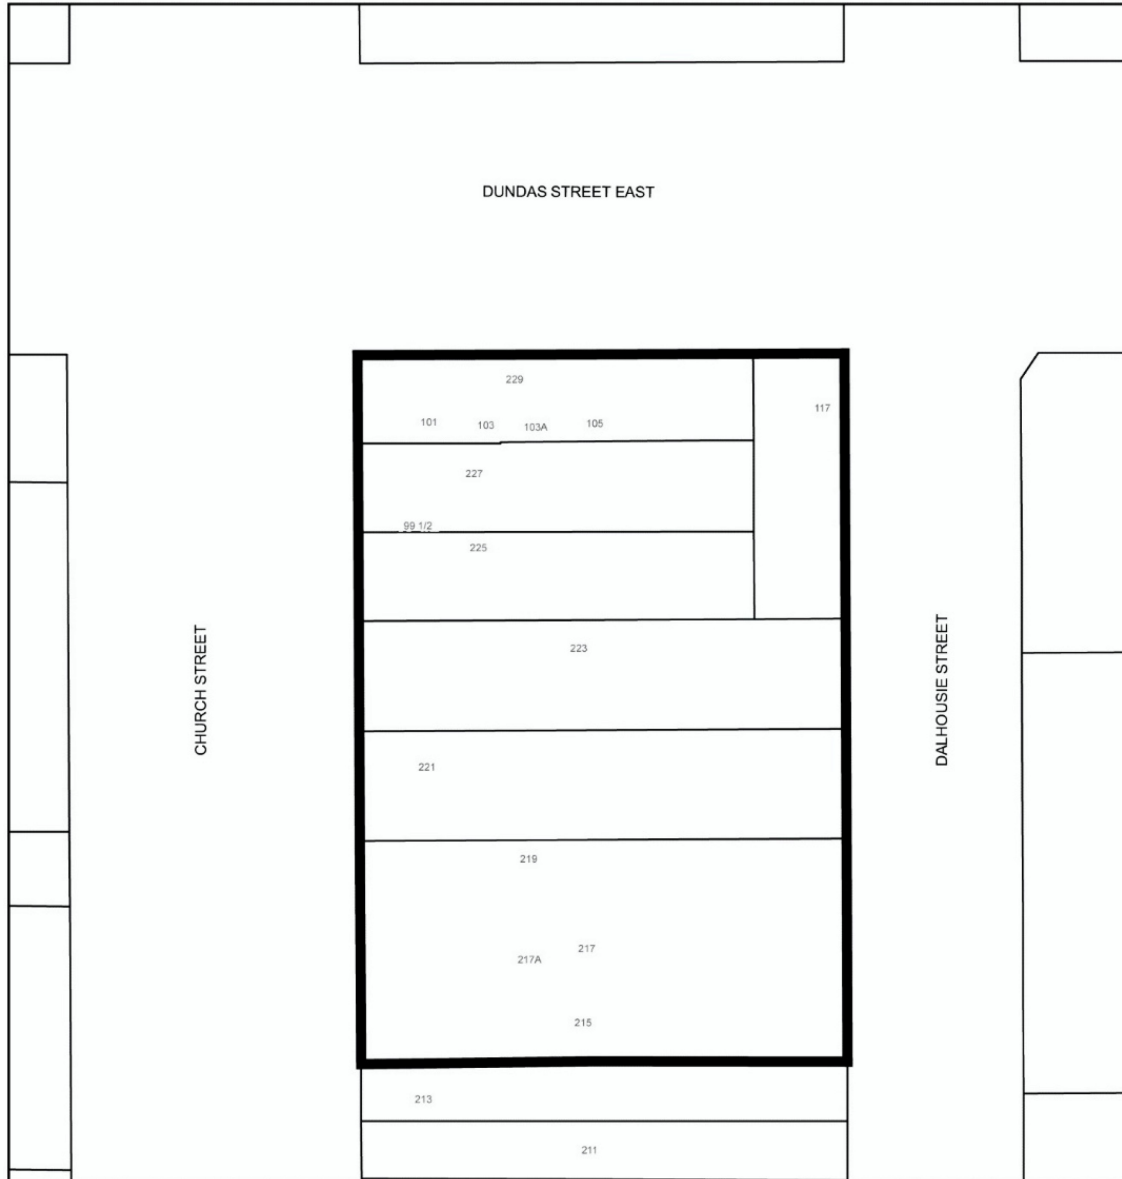 DUNDAS STREET EAST
229
117
101 103 103A 105
227
99 1/2
225
CHURCH STREET
223
DALHOUSIE STREET
221
219
217
217A
215
213
211